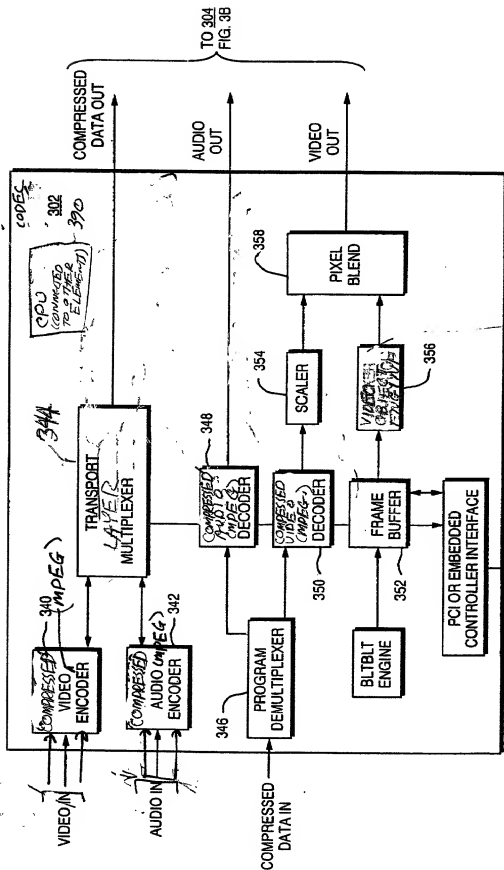 CODEC
302
CPU
(CONNECTED
TO OTHER
ELEMENTS)
390
344
TRANSPORT
LAYER
MULTIPLEXER
COMPRESSED
DATA OUT
340
(MPEG)
(COMPRESSED)
VIDEO
ENCODER
VIDEO/IN
342
(COMPRESSED)
AUDIO (MPEG)
ENCODER
AUDIO IN
348
COMPRESSED
AUDIO
(MPEG)
DECODER
AUDIO
OUT
TO 304
FIG. 3B
346
PROGRAM
DEMULTIPLEXER
COMPRESSED
DATA IN
COMPRESSED
VIDEO
(MPEG)
DECODER
350
354
SCALER
358
PIXEL
BLEND
VIDEO
OUT
FRAME
BUFFER
352
356
BLTBLT
ENGINE
PCI OR EMBEDDED
CONTROLLER INTERFACE